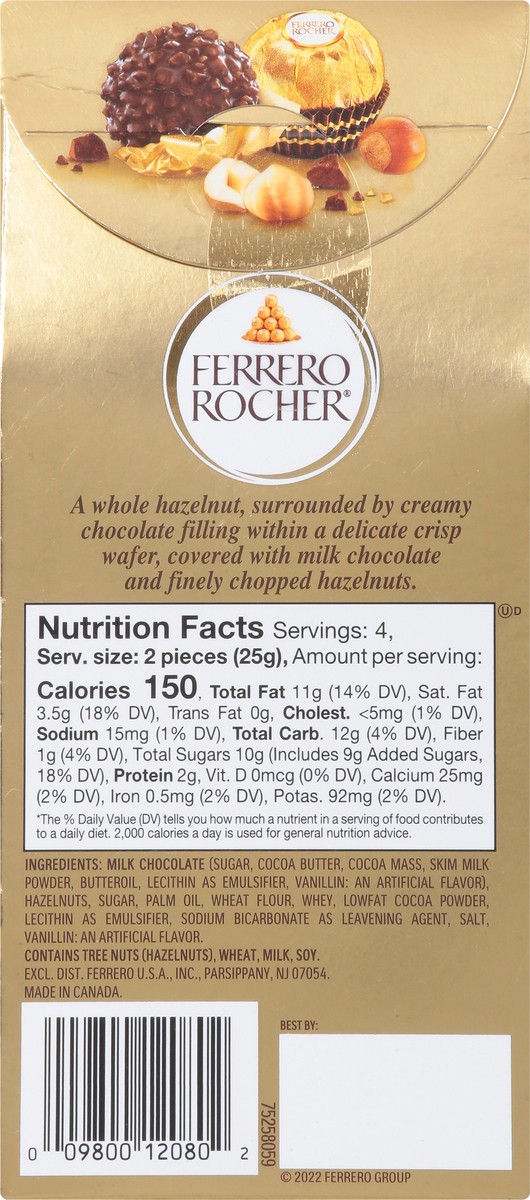 FERRERO
ROCHER
FERRERO
ROCHER®
A whole hazelnut, surrounded by creamy
chocolate filling within a delicate crisp
wafer, covered with milk chocolate
and finely chopped hazelnuts.
U D
Nutrition Facts Servings: 4,
Serv. size: 2 pieces (25g), Amount per serving:
Calories 150, Total Fat 11g (14% DV), Sat. Fat
3.5g (18% DV), Trans Fat 0g, Cholest. <5mg (1% DV),
Sodium 15mg (1% DV), Total Carb. 12g (4% DV), Fiber
1g (4% DV), Total Sugars 10g (Includes 9g Added Sugars,
18% DV), Protein 2g, Vit. D 0mcg (0% DV), Calcium 25mg
(2% DV), Iron 0.5mg (2% DV), Potas. 92mg (2% DV).
*The % Daily Value (DV) tells you how much a nutrient in a serving of food contributes
to a daily diet. 2,000 calories a day is used for general nutrition advice.
INGREDIENTS: MILK CHOCOLATE (SUGAR, COCOA BUTTER, COCOA MASS, SKIM MILK
POWDER, BUTTEROIL, LECITHIN AS EMULSIFIER, VANILLIN: AN ARTIFICIAL FLAVOR),
HAZELNUTS, SUGAR, PALM OIL, WHEAT FLOUR, WHEY, LOWFAT COCOA POWDER,
LECITHIN AS EMULSIFIER, SODIUM BICARBONATE AS LEAVENING AGENT, SALT,
VANILLIN: AN ARTIFICIAL FLAVOR.
CONTAINS TREE NUTS (HAZELNUTS), WHEAT, MILK, SOY.
EXCL. DIST. FERRERO U.S.A., INC., PARSIPPANY, NJ 07054.
MADE IN CANADA.
BEST BY:
0 09800 12080 2
75258059
© 2022 FERRERO GROUP